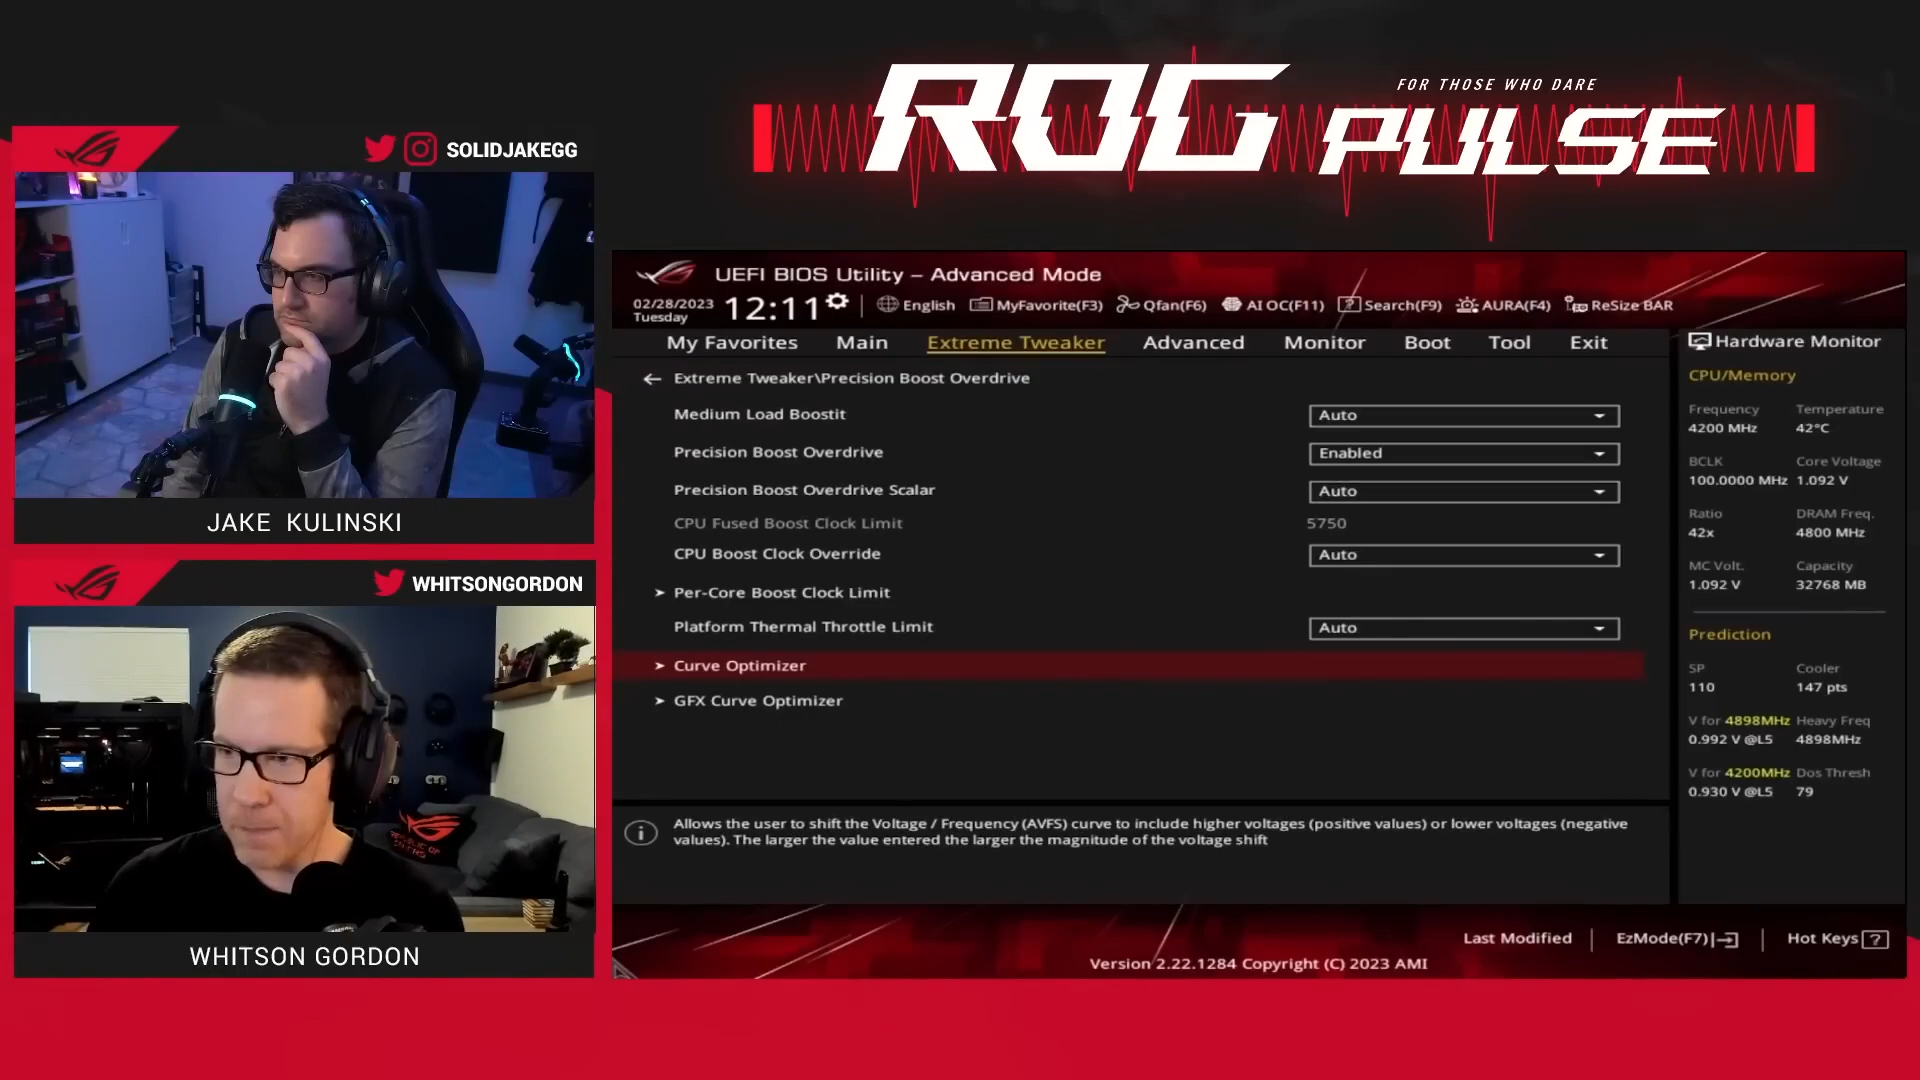 ROG
FOR THOSE WHO DARE
PULSE
SOLIDJAKEGG
JAKE KULINSKI
WHITSONGORDON
WHITSON GORDON
UEFI BIOS Utility – Advanced Mode
02/28/2023
Tuesday
12:11
English
MyFavorite(F3)
Qfan(F6)
AI OC(F11)
Search(F9)
AURA(F4)
ReSize BAR
My Favorites
Main
Extreme Tweaker
Advanced
Monitor
Boot
Tool
Exit
Extreme Tweaker\Precision Boost Overdrive
Medium Load Boostit Auto
Precision Boost Overdrive Enabled
Precision Boost Overdrive Scalar Auto
CPU Fused Boost Clock Limit 5750
CPU Boost Clock Override Auto
Per-Core Boost Clock Limit
Platform Thermal Throttle Limit Auto
Curve Optimizer
GFX Curve Optimizer
Allows the user to shift the Voltage / Frequency (AVFS) curve to include higher voltages (positive values) or lower voltages (negative
values). The larger the value entered the larger the magnitude of the voltage shift
Hardware Monitor
CPU/Memory
Frequency Temperature
4200 MHz 42°C
BCLK Core Voltage
100.0000 MHz 1.092 V
Ratio DRAM Freq.
42x 4800 MHz
MC Volt. Capacity
1.092 V 32768 MB
Prediction
SP Cooler
110 147 pts
V for 4898MHz Heavy Freq
0.992 V @L5 4898MHz
V for 4200MHz Dos Thresh
0.930 V @L5 79
Last Modified
EzMode(F7)
Hot Keys ?
Version 2.22.1284 Copyright (C) 2023 AMI